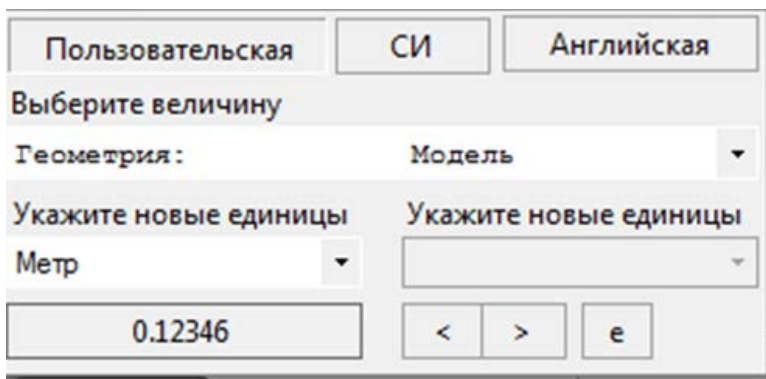 Пользовательская СИ Английская
Выберите величину
Геометрия: Модель
Укажите новые единицы Укажите новые единицы
Метр
0.12346 < > e